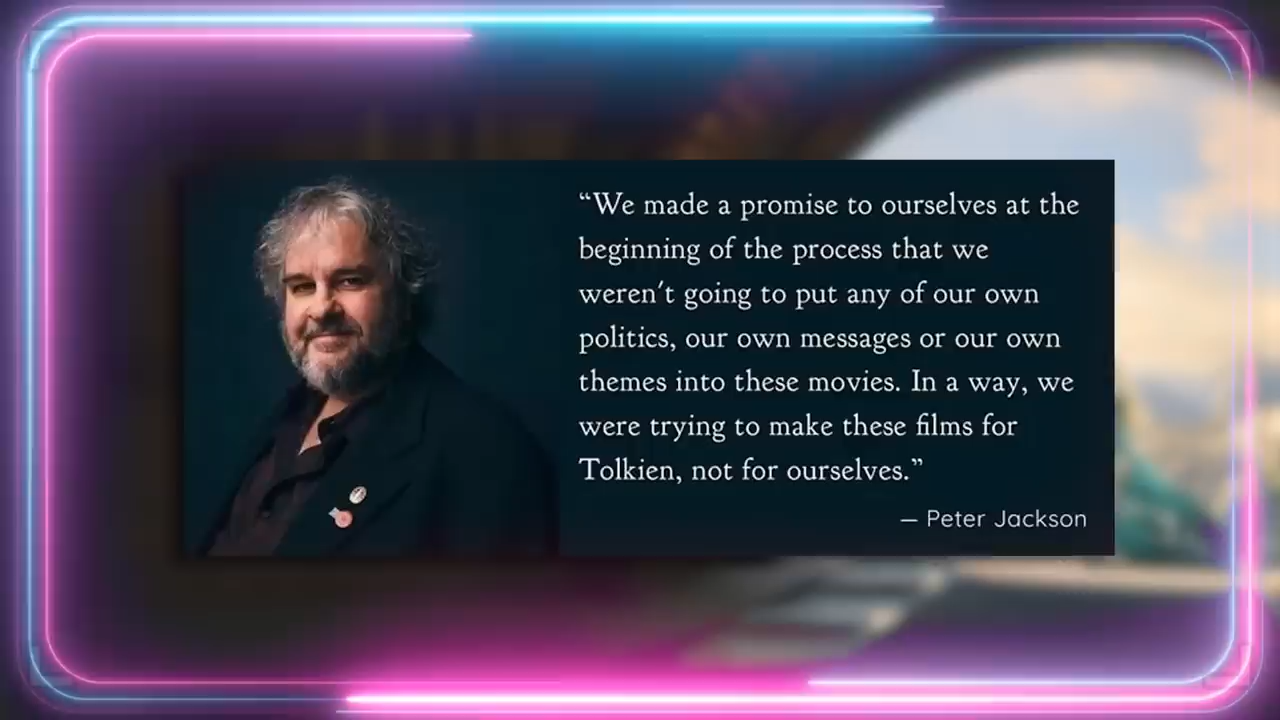 “We made a promise to ourselves at the
beginning of the process that we
weren't going to put any of our own
politics, our own messages or our own
themes into these movies. In a way, we
were trying to make these films for
Tolkien, not for ourselves.”
— Peter Jackson